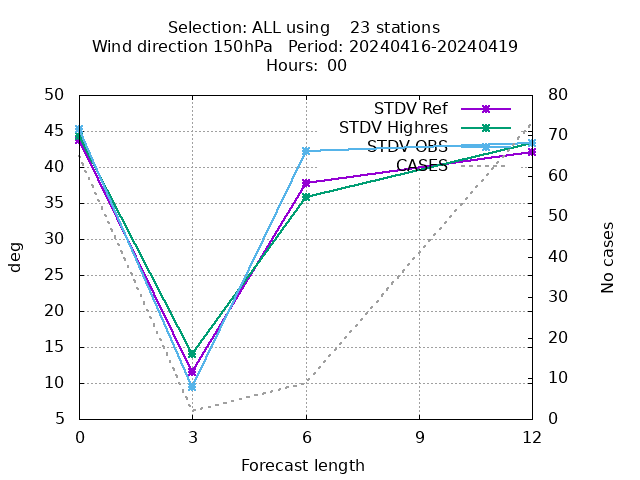 Selection: ALL using    23 stations
Wind direction 150hPa   Period: 20240416-20240419
Hours: 00
50
45
40
35
30
25
20
15
10
5
80
70
60
50
40
30
20
10
0
STDV Ref
STDV Highres
STDV OBS
CASES
deg
No cases
0
3
6
9
12
Forecast length